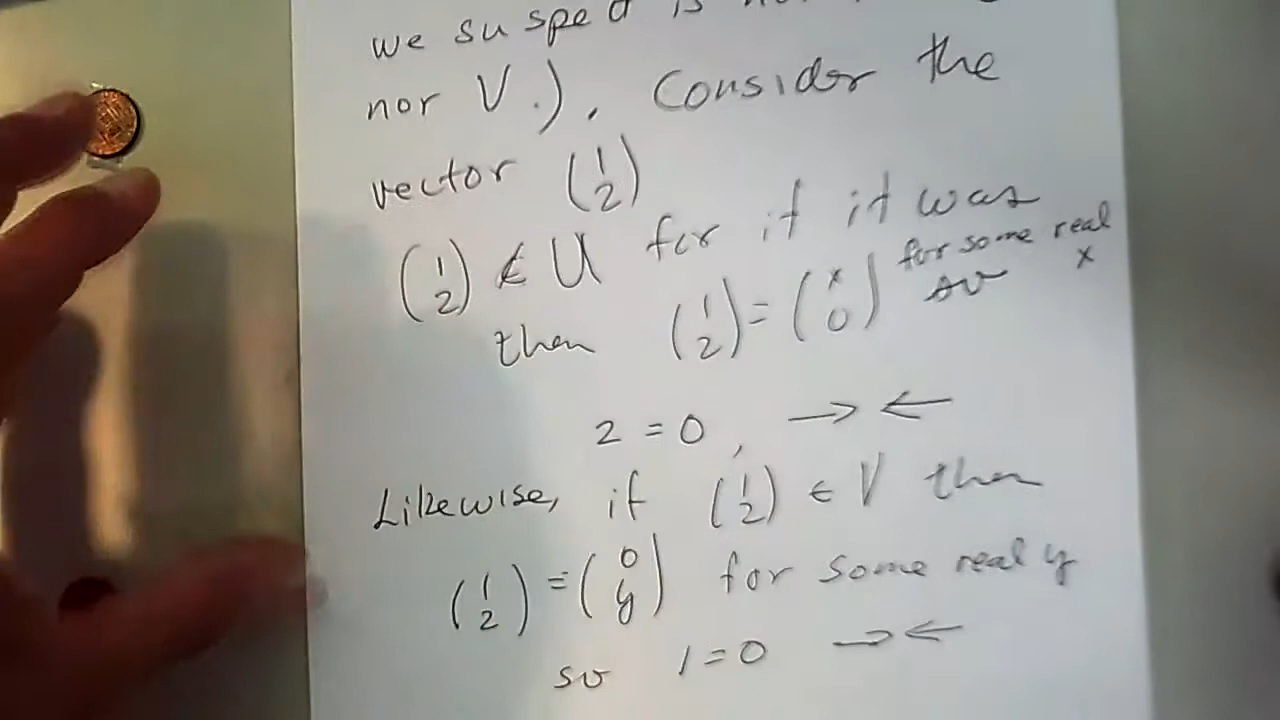 we suspect is
nor V.), Consider the
vector (1 2)
(1 2) ∉ U for if it was
then (1 2) = (x 0) for some real x
so
2 = 0, →←
Likewise, if (1 2) ∈ V then
(1 2) = (0 y) for some real y
so 1 = 0 →←